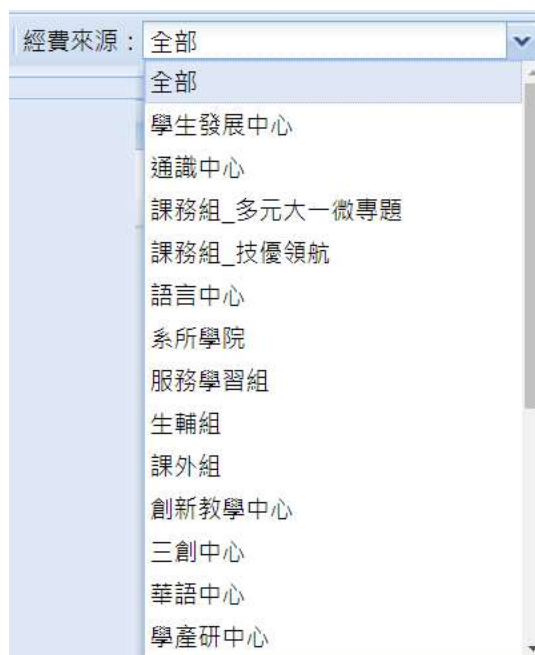 經費來源：全部
全部
學生發展中心
通識中心
課務組_多元大一微專題
課務組_技優領航
語言中心
系所學院
服務學習組
生輔組
課外組
創新教學中心
三創中心
華語中心
學產研中心